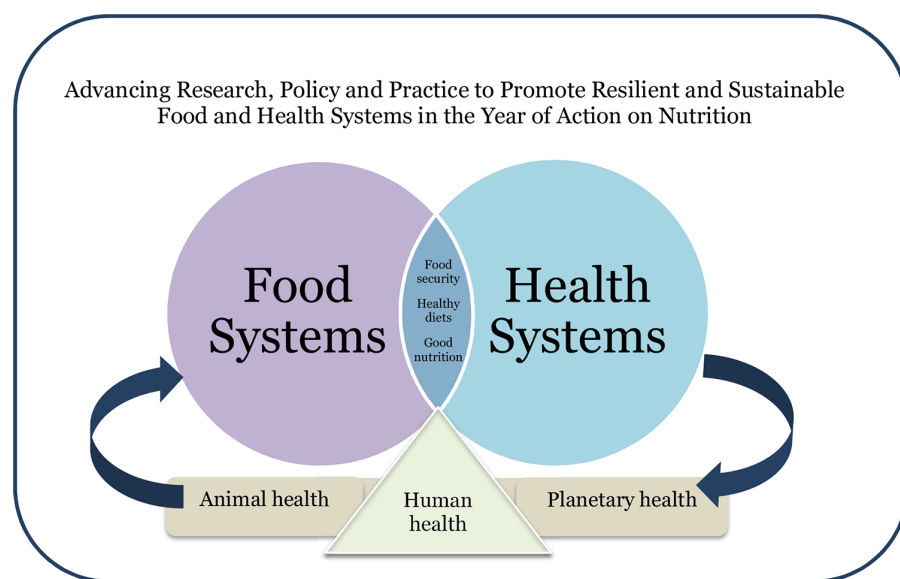 Advancing Research, Policy and Practice to Promote Resilient and Sustainable
Food and Health Systems in the Year of Action on Nutrition
Food
Systems
Food
security
Healthy
diets
Good
nutrition
Health
Systems
Animal health
Human
health
Planetary health